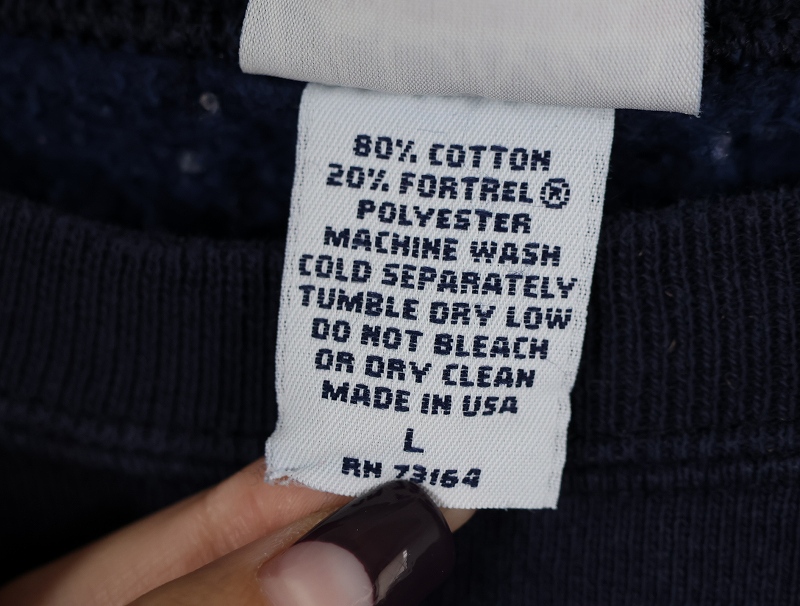 80% COTTON
20% FORTREL®
POLYESTER
MACHINE WASH
COLD SEPARATELY
TUMBLE DRY LOW
DO NOT BLEACH
OR DRY CLEAN
MADE IN USA
L
RN 73164